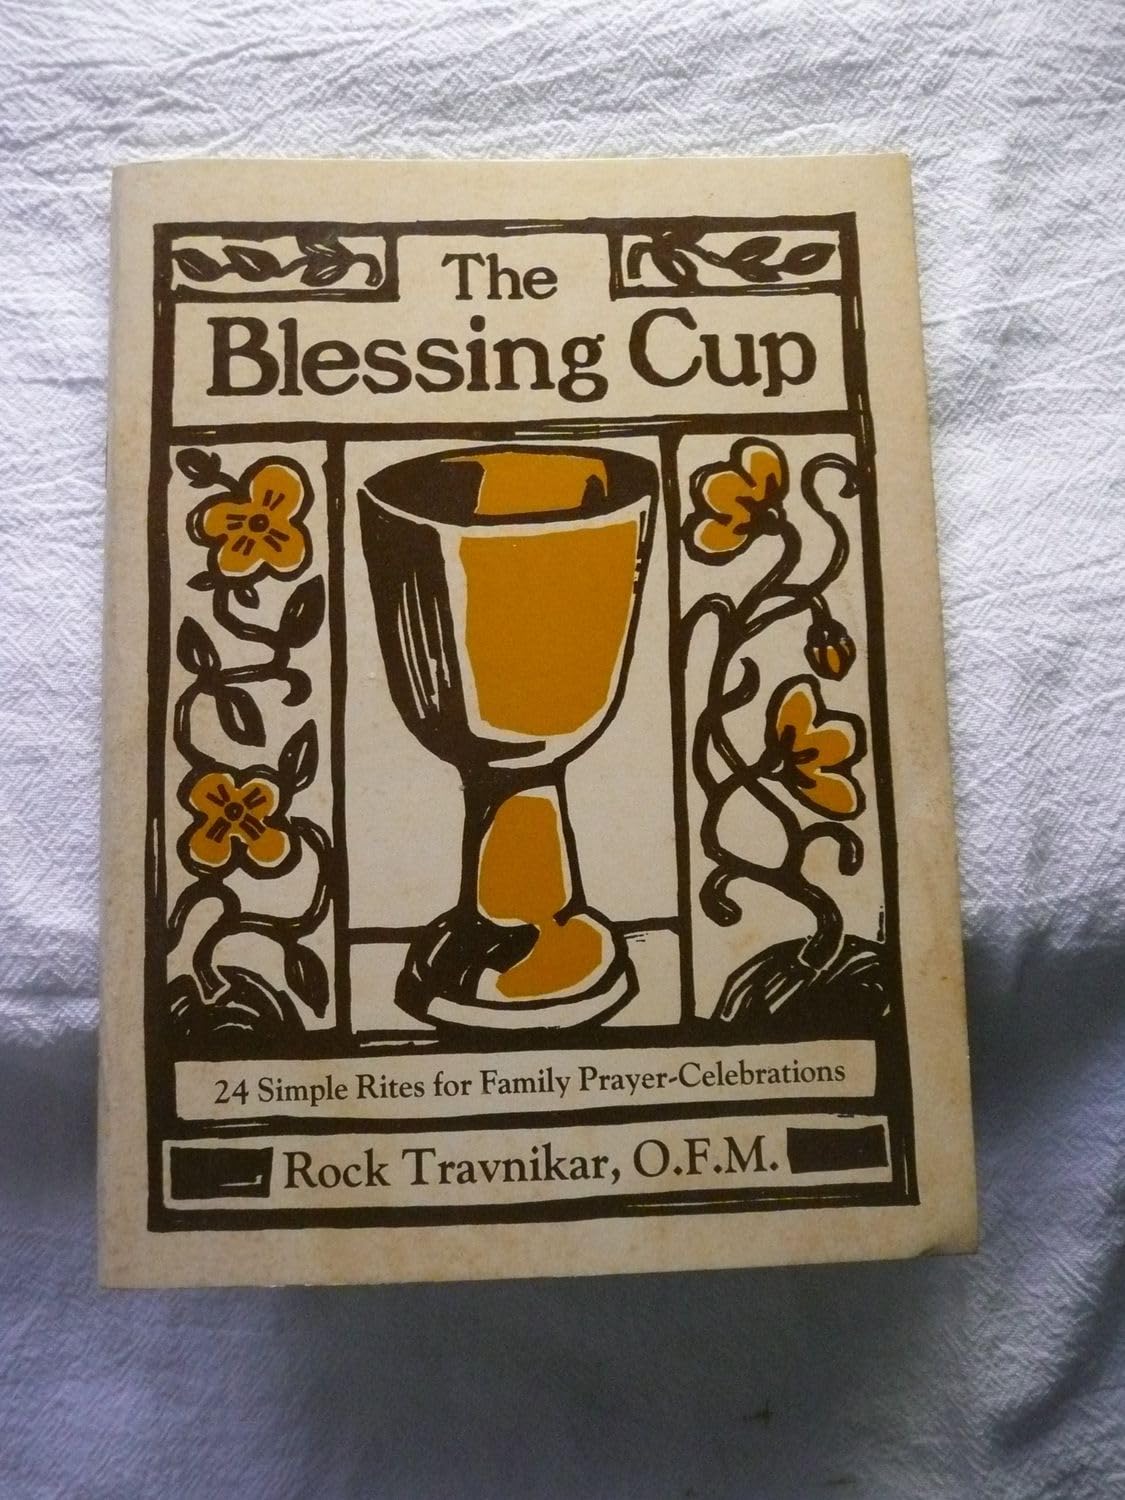 The
Blessing Cup
24 Simple Rites for Family Prayer-Celebrations
Rock Travnikar, O.F.M.